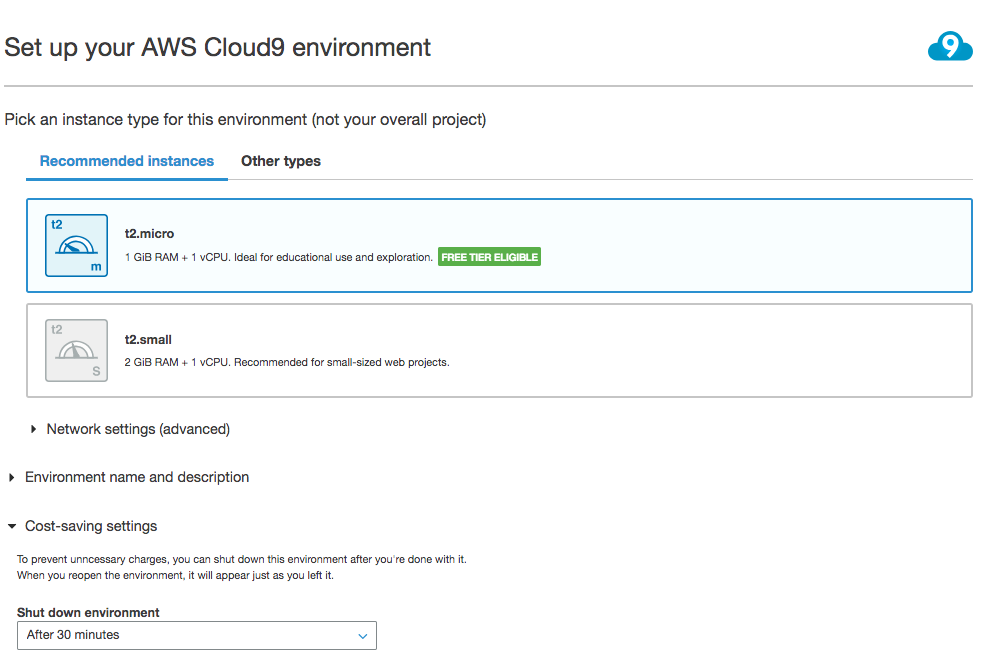 Set up your AWS Cloud9 environment
9
Pick an instance type for this environment (not your overall project)
Recommended instances
Other types
t2
m
t2.micro
1 GiB RAM + 1 vCPU. Ideal for educational use and exploration. FREE TIER ELIGIBLE
t2
S
t2.small
2 GiB RAM + 1 vCPU. Recommended for small-sized web projects.
Network settings (advanced)
Environment name and description
Cost-saving settings
To prevent unncessary charges, you can shut down this environment after you're done with it.
When you reopen the environment, it will appear just as you left it.
Shut down environment
After 30 minutes